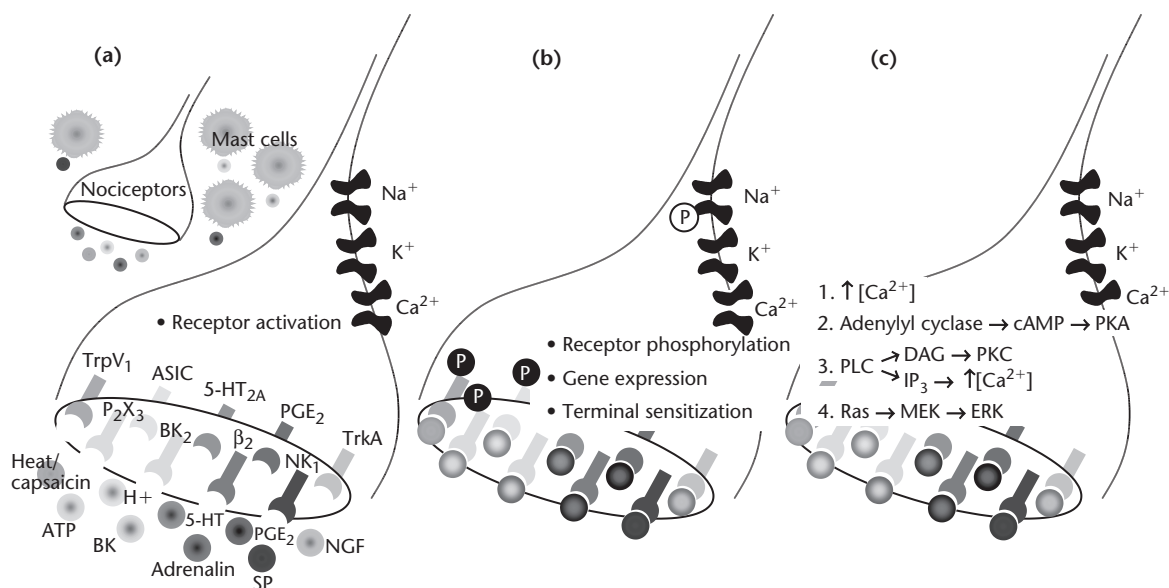 (a)
Mast cells
Nociceptors
Na⁺
K⁺
Ca²⁺
• Receptor activation
TrpV₁
ASIC
5-HT₂A
P₂X₃
PGE₂
BK₂
β₂
TrkA
NK₁
Heat/
capsaicin
H+
ATP
5-HT
BK
PGE₂
NGF
Adrenalin
SP
(b)
P
Na⁺
K⁺
Ca²⁺
P
P
P
• Receptor phosphorylation
• Gene expression
• Terminal sensitization
(c)
Na⁺
K⁺
Ca²⁺
1. ↑[Ca²⁺]
2. Adenylyl cyclase → cAMP → PKA
3. PLC → DAG → PKC
→ IP₃ → ↑[Ca²⁺]
4. Ras → MEK → ERK